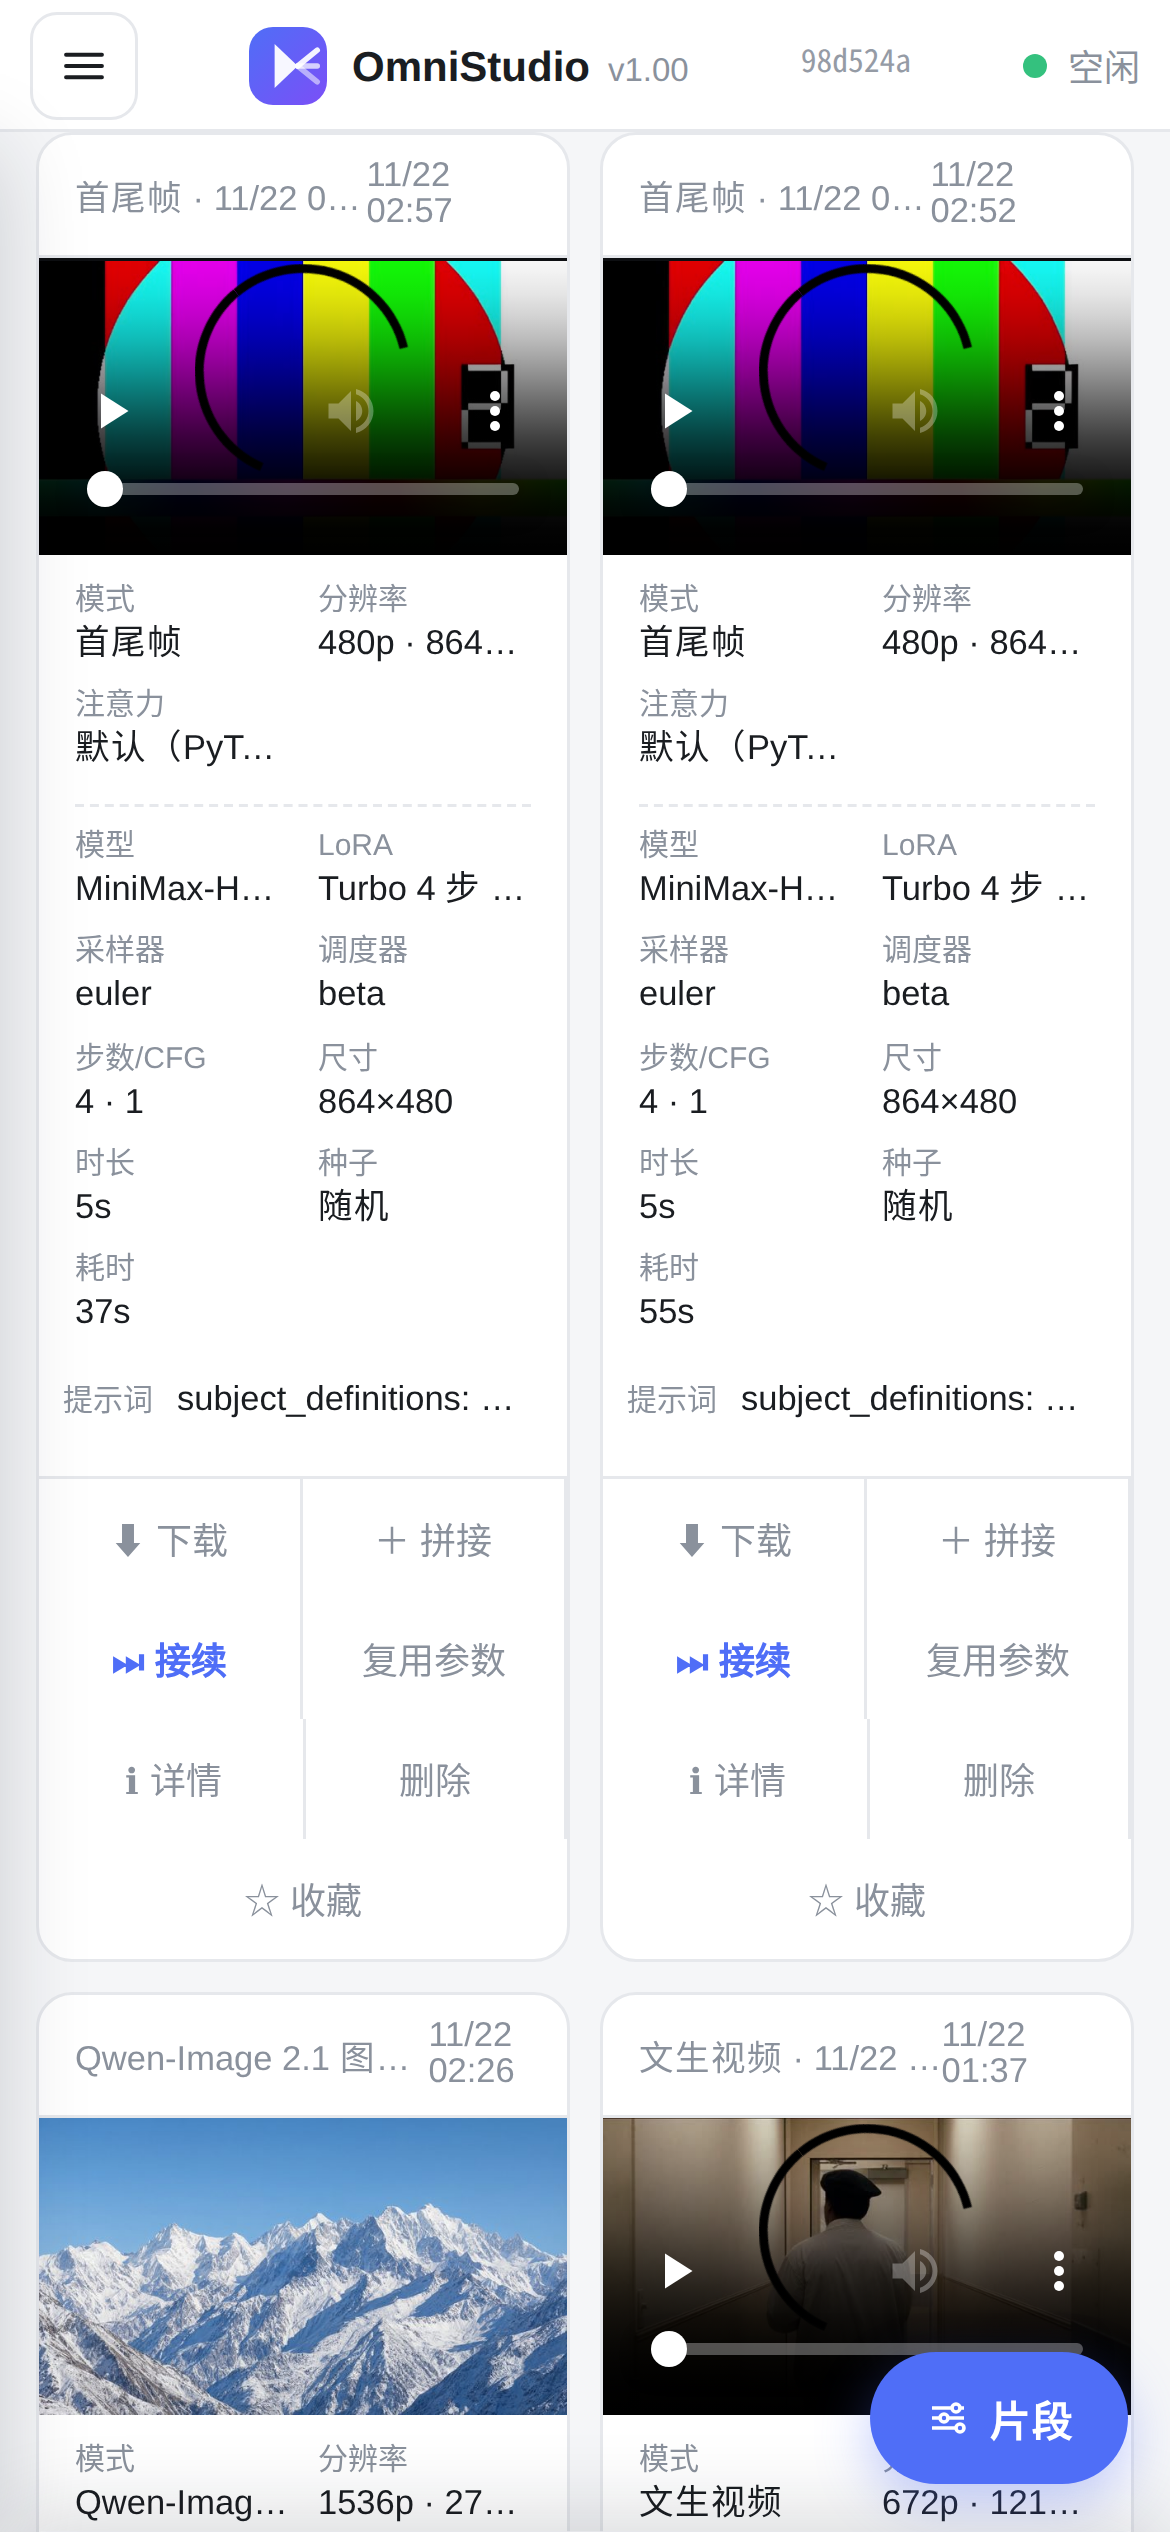 OmniStudio v1.00 98d524a 空闲
首尾帧 · 11/22 0… 11/22 02:57
首尾帧 · 11/22 0… 11/22 02:52
模式 分辨率
首尾帧 480p · 864…
注意力
默认（PyT…
模型 LoRA
MiniMax-H… Turbo 4 步 …
采样器 调度器
euler beta
步数/CFG 尺寸
4 · 1 864×480
时长 种子
5s 随机
耗时
37s
提示词 subject_definitions: …
下载 ＋ 拼接
接续 复用参数
详情 删除
☆ 收藏
模式 分辨率
首尾帧 480p · 864…
注意力
默认（PyT…
模型 LoRA
MiniMax-H… Turbo 4 步 …
采样器 调度器
euler beta
步数/CFG 尺寸
4 · 1 864×480
时长 种子
5s 随机
耗时
55s
提示词 subject_definitions: …
下载 ＋ 拼接
接续 复用参数
详情 删除
☆ 收藏
Qwen-Image 2.1 图… 11/22 02:26
模式 分辨率
Qwen-Imag… 1536p · 27…
文生视频 · 11/22 … 11/22 01:37
模式
文生视频 672p · 121…
片段